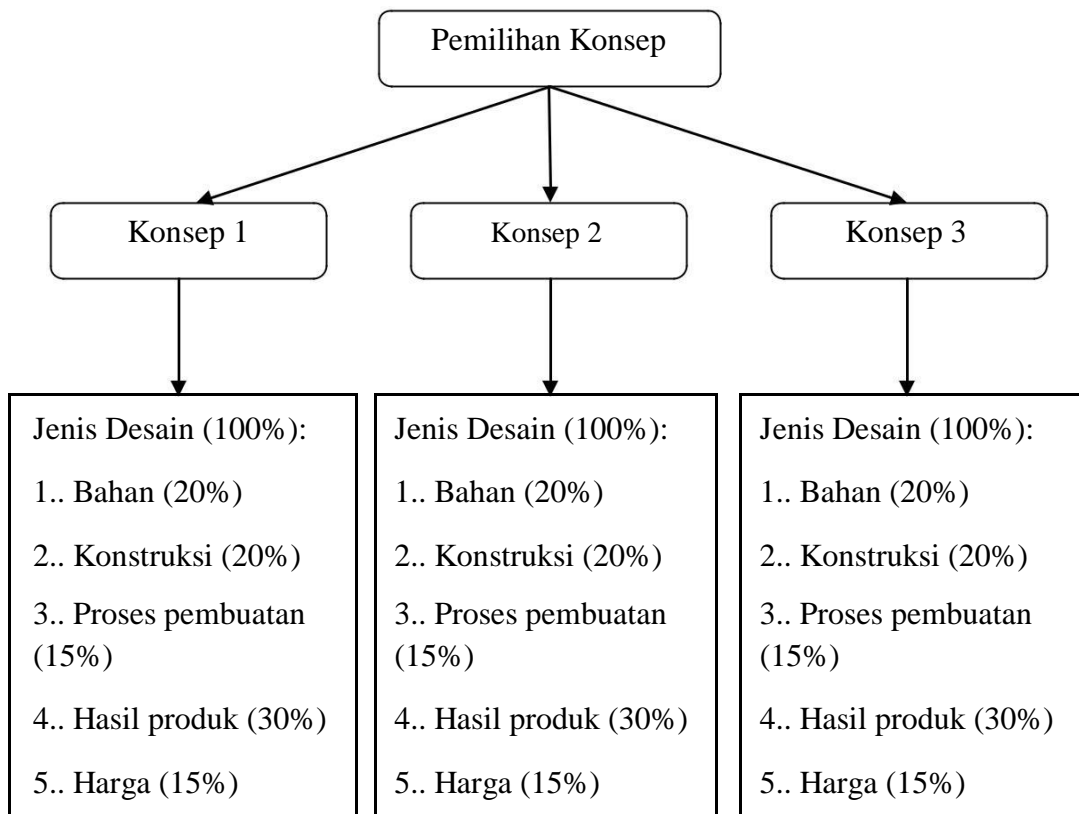 Pemilihan Konsep
Konsep 1
Konsep 2
Konsep 3
Jenis Desain (100%):
1.. Bahan (20%)
2.. Konstruksi (20%)
3.. Proses pembuatan
(15%)
4.. Hasil produk (30%)
5.. Harga (15%)
Jenis Desain (100%):
1.. Bahan (20%)
2.. Konstruksi (20%)
3.. Proses pembuatan
(15%)
4.. Hasil produk (30%)
5.. Harga (15%)
Jenis Desain (100%):
1.. Bahan (20%)
2.. Konstruksi (20%)
3.. Proses pembuatan
(15%)
4.. Hasil produk (30%)
5.. Harga (15%)